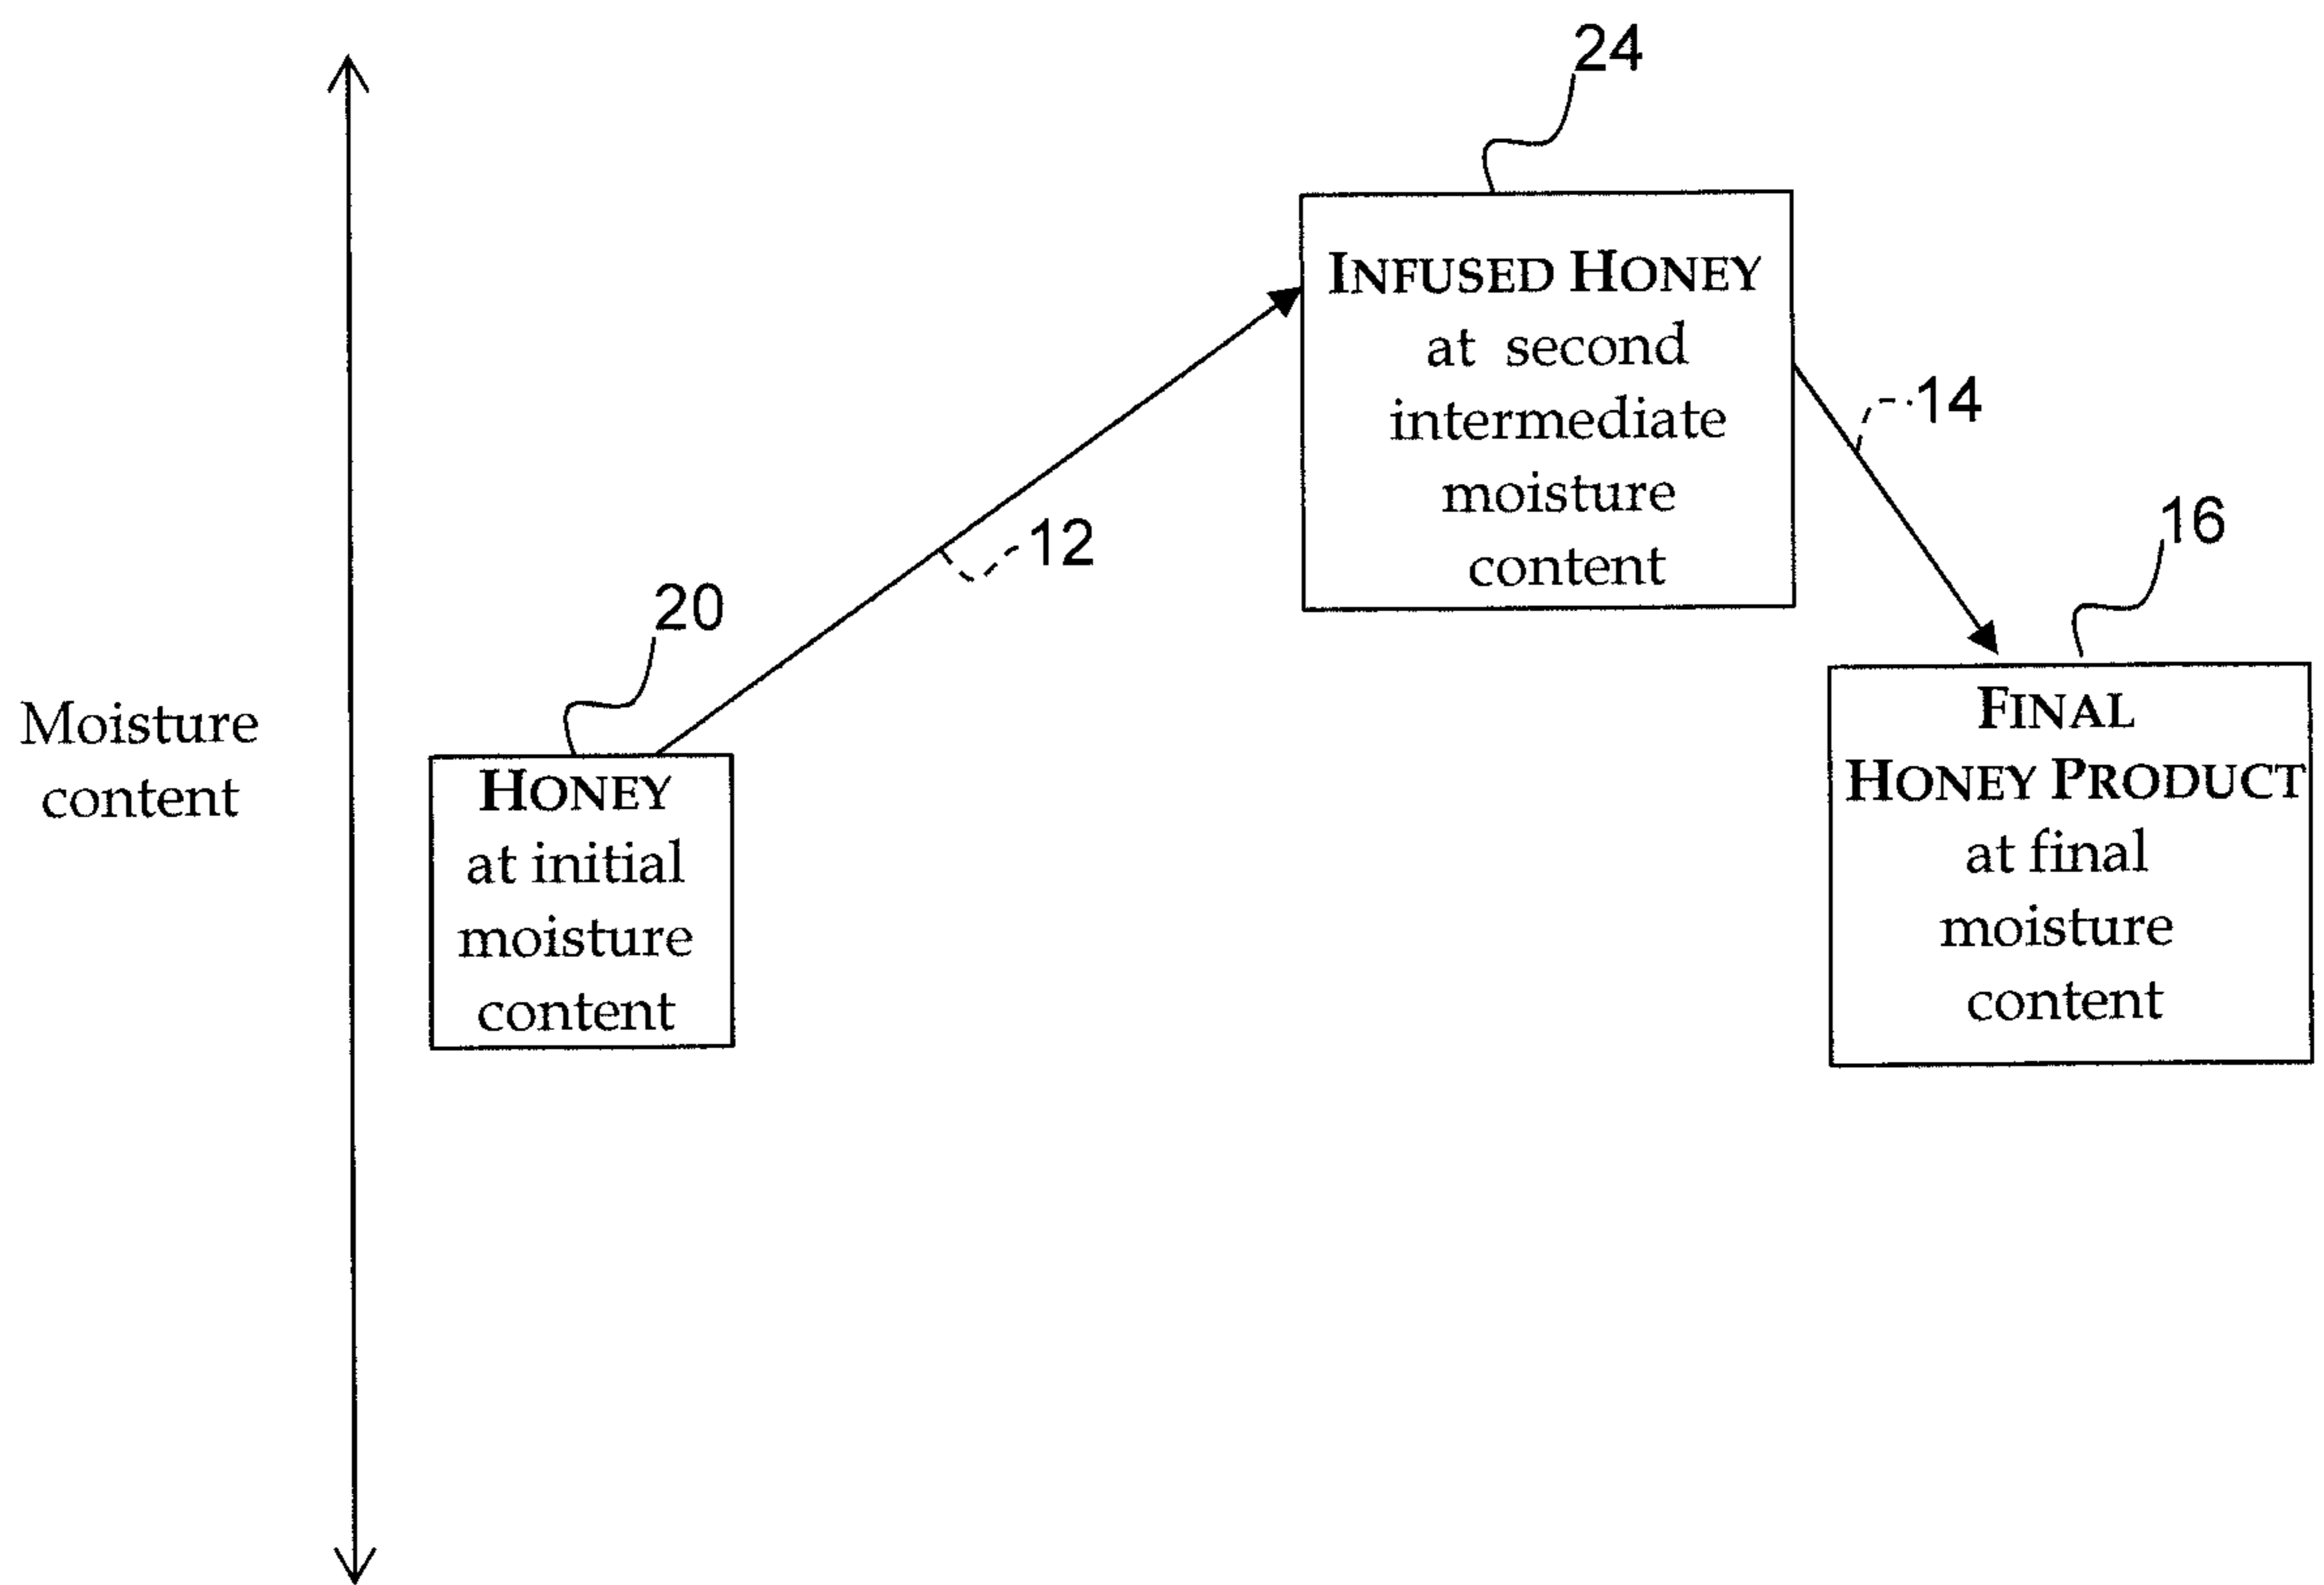 24
INFUSED HONEY
at second
intermediate
moisture
content
14
16
12
20
Moisture
content
HONEY
at initial
moisture
content
FINAL
HONEY PRODUCT
at final
moisture
content